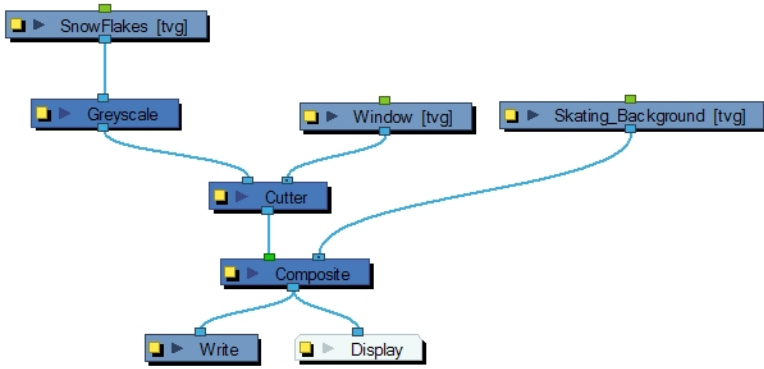 SnowFlakes [tvg]
Greyscale
Window [tvg]
Skating_Background [tvg]
Cutter
Composite
Write
Display